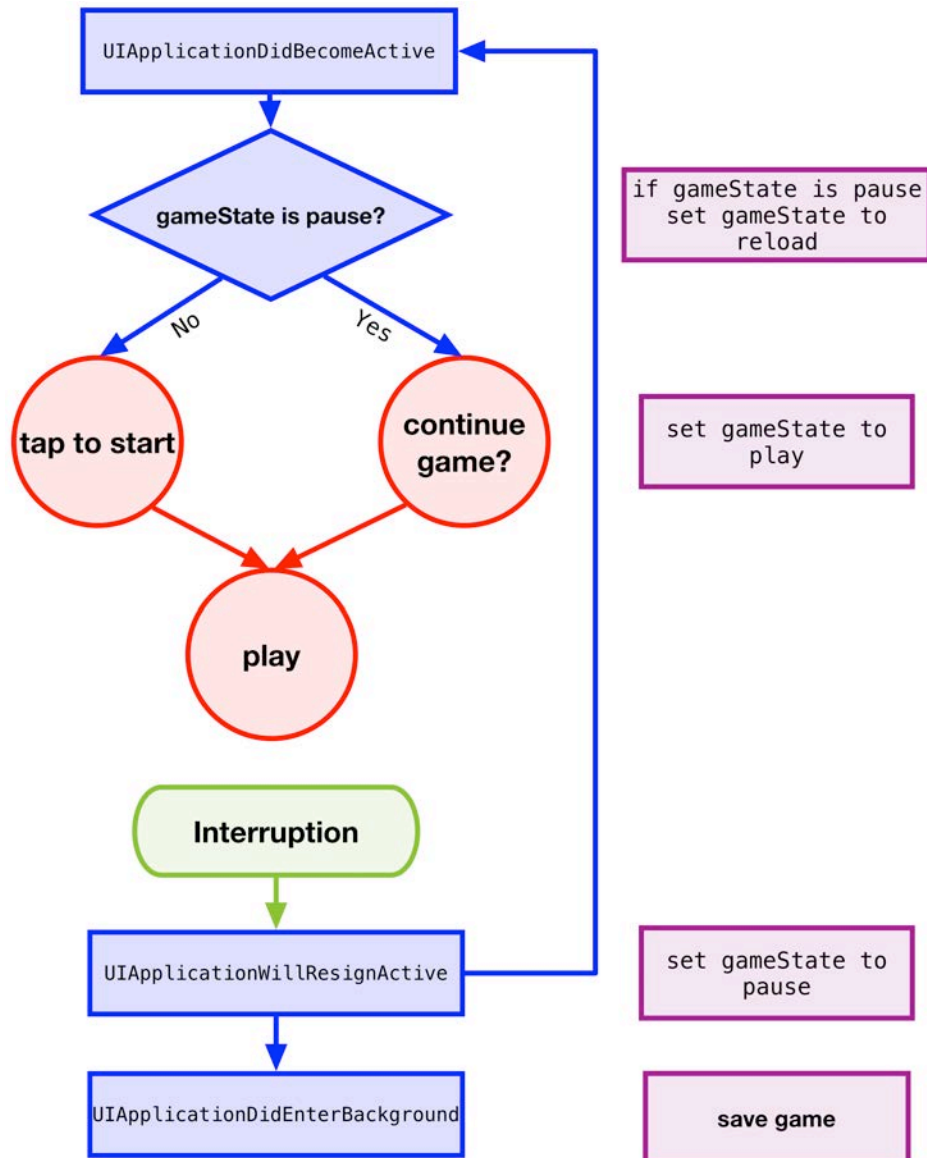 UIApplicationDidBecomeActive
gameState is pause?
if gameState is pause
set gameState to
reload
No
Yes
tap to start
continue
game?
set gameState to
play
play
Interruption
UIApplicationWillResignActive
set gameState to
pause
UIApplicationDidEnterBackground
save game